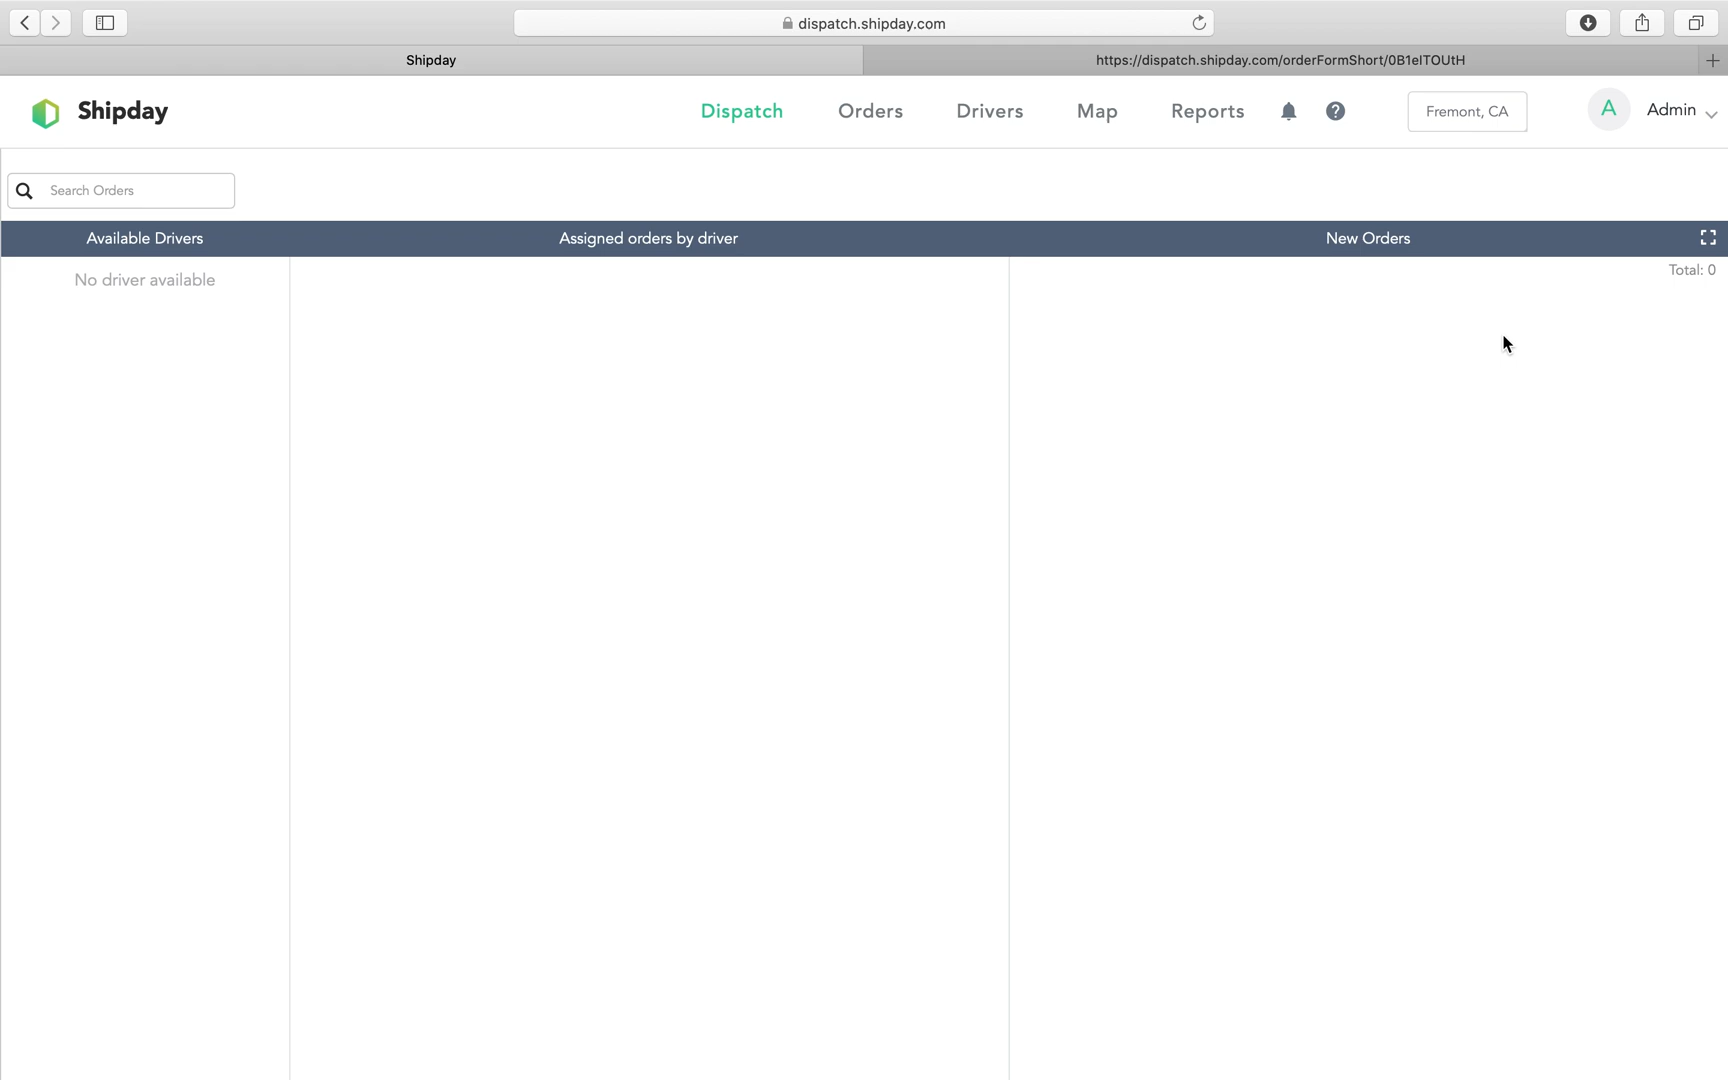 dispatch.shipday.com
Shipday
https://dispatch.shipday.com/orderFormShort/0B1eITOUtH
Shipday
Dispatch
Orders
Drivers
Map
Reports
Fremont, CA
A
Admin
Search Orders
Available Drivers
Assigned orders by driver
New Orders
No driver available
Total: 0